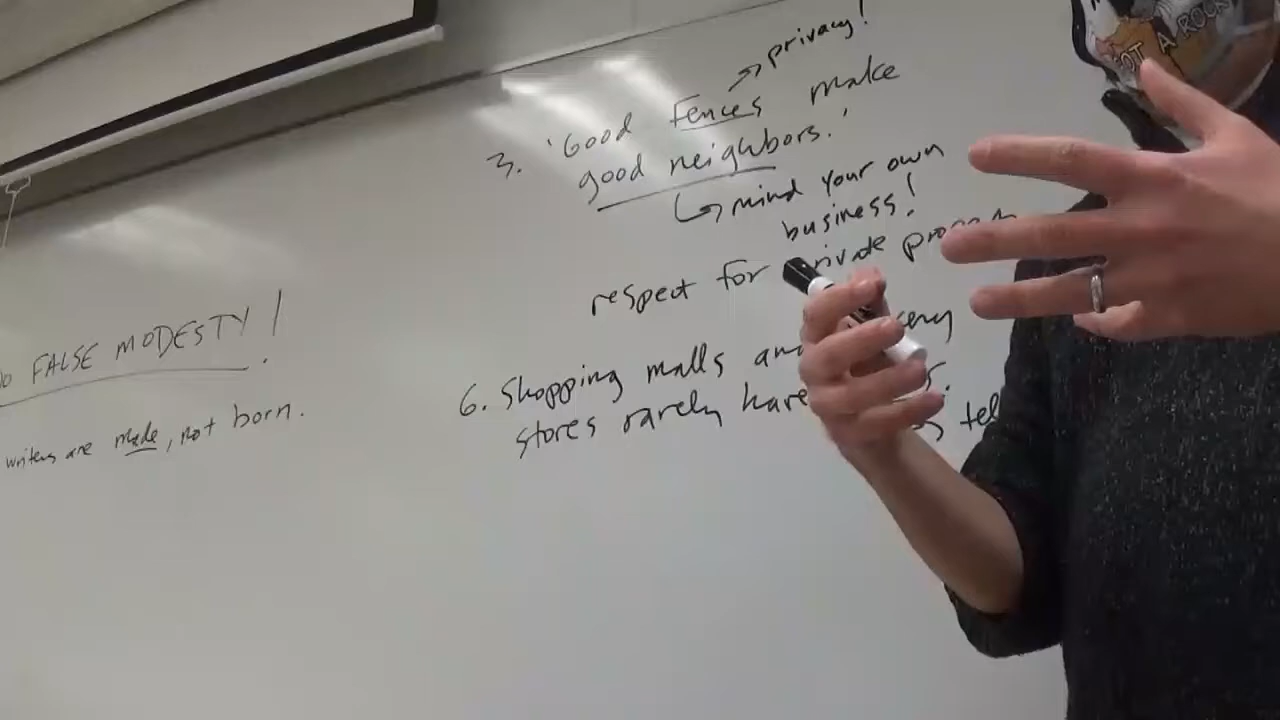 FALSE MODESTY!
writers are made, not born.
privacy!
3. 'Good Fences make
good neighbors.'
mind your own
business!
respect for private
6. Shopping malls and
stores rarely have
A ROCK